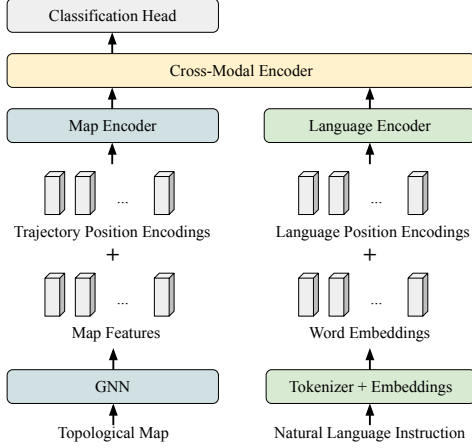 Classification Head
Cross-Modal Encoder
Map Encoder
Language Encoder
...
...
Trajectory Position Encodings
Language Position Encodings
+
+
...
...
Map Features
Word Embeddings
GNN
Tokenizer + Embeddings
Topological Map
Natural Language Instruction